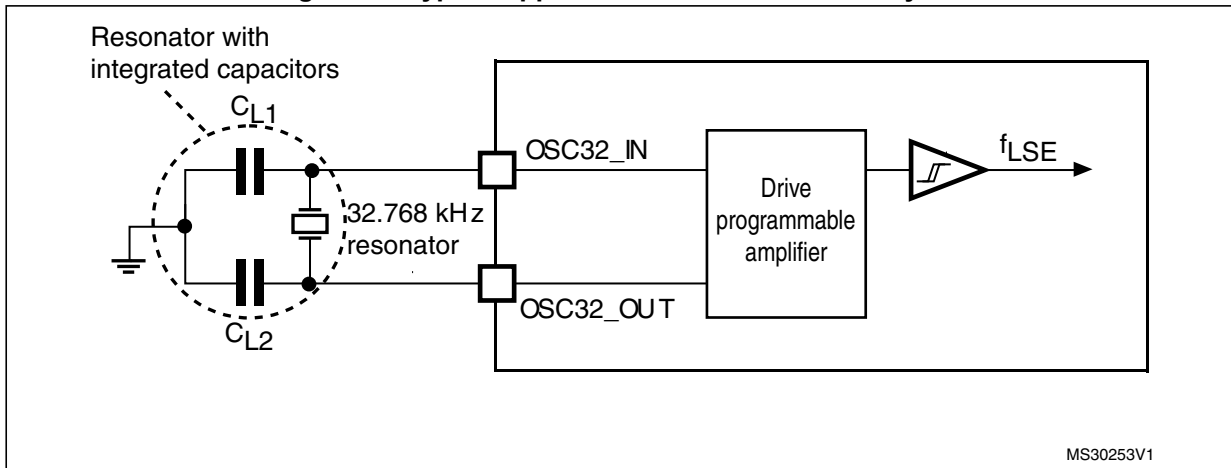 Resonator with
integrated capacitors
CL1
OSC32_IN
fLSE
32.768 kHz
resonator
Drive
programmable
amplifier
OSC32_OUT
CL2
MS30253V1